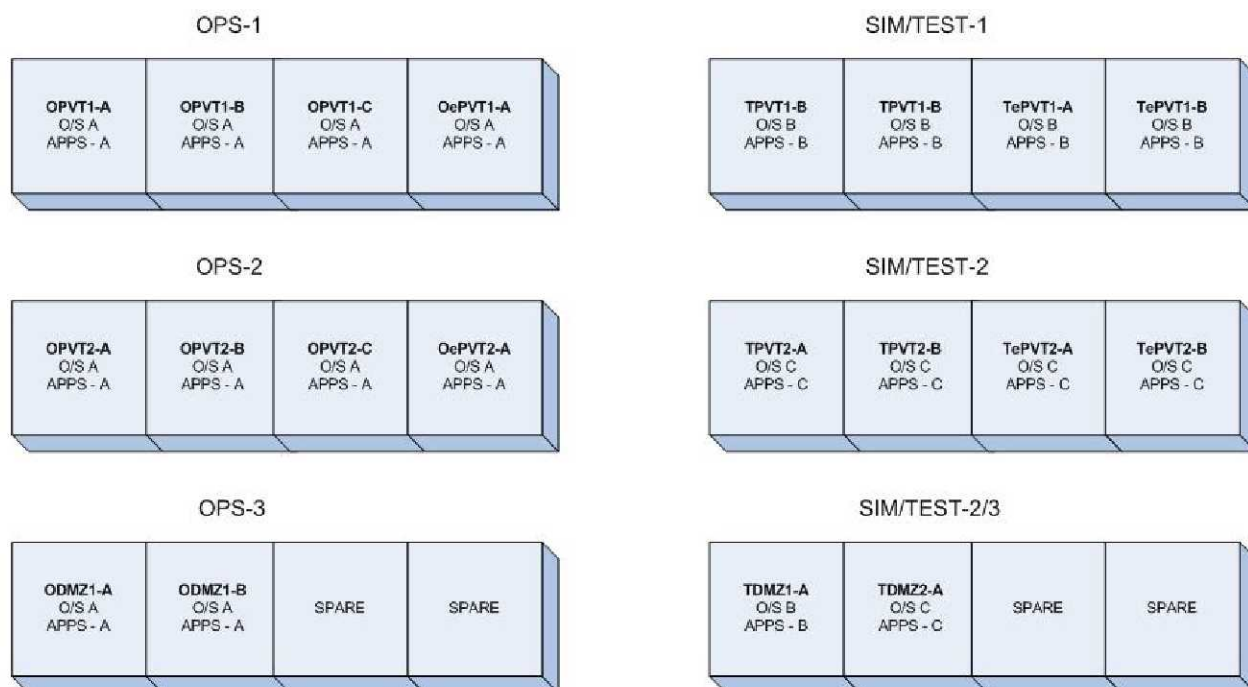 OPS-1
OPVT1-A
O/S A
APPS - A
OPVT1-B
O/S A
APPS - A
OPVT1-C
O/S A
APPS - A
OePVT1-A
O/S A
APPS - A
SIM/TEST-1
TPVT1-B
O/S B
APPS - B
TPVT1-B
O/S B
APPS - B
TePVT1-A
O/S B
APPS - B
TePVT1-B
O/S B
APPS - B
OPS-2
OPVT2-A
O/S A
APPS - A
OPVT2-B
O/S A
APPS - A
OPVT2-C
O/S A
APPS - A
OePVT2-A
O/S A
APPS - A
SIM/TEST-2
TPVT2-A
O/S C
APPS - C
TPVT2-B
O/S C
APPS - C
TePVT2-A
O/S C
APPS - C
TePVT2-B
O/S C
APPS - C
OPS-3
ODMZ1-A
O/S A
APPS - A
ODMZ1-B
O/S A
APPS - A
SPARE
SPARE
SIM/TEST-2/3
TDMZ1-A
O/S B
APPS - B
TDMZ2-A
O/S C
APPS - C
SPARE
SPARE